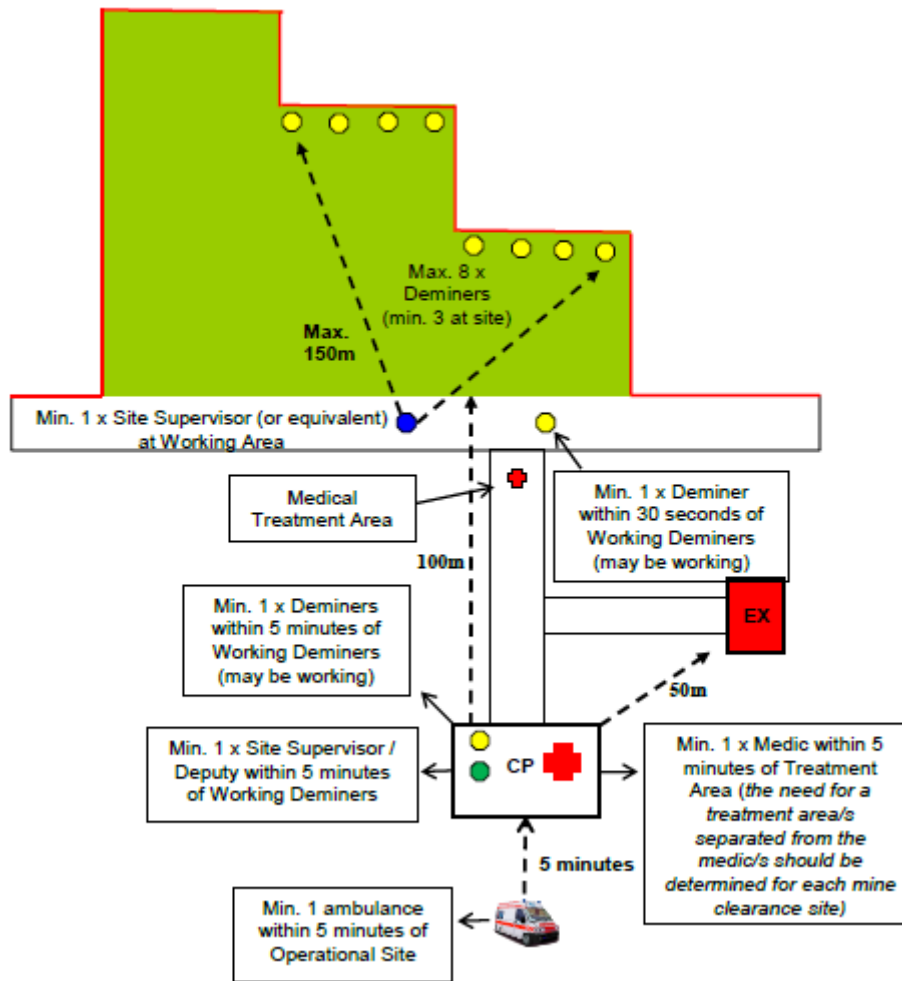 Max. 8 x
Deminers
(min. 3 at site)
Max.
150m
Min. 1 x Site Supervisor (or equivalent)
at Working Area
Medical
Treatment Area
Min. 1 x Deminer
within 30 seconds of
Working Deminers
(may be working)
100m
Min. 1 x Deminers
within 5 minutes of
Working Deminers
(may be working)
EX
50m
Min. 1 x Site Supervisor /
Deputy within 5 minutes
of Working Deminers
CP
Min. 1 x Medic within 5
minutes of Treatment
Area (the need for a
treatment area/s
separated from the
medic/s should be
determined for each mine
clearance site)
5 minutes
Min. 1 ambulance
within 5 minutes of
Operational Site